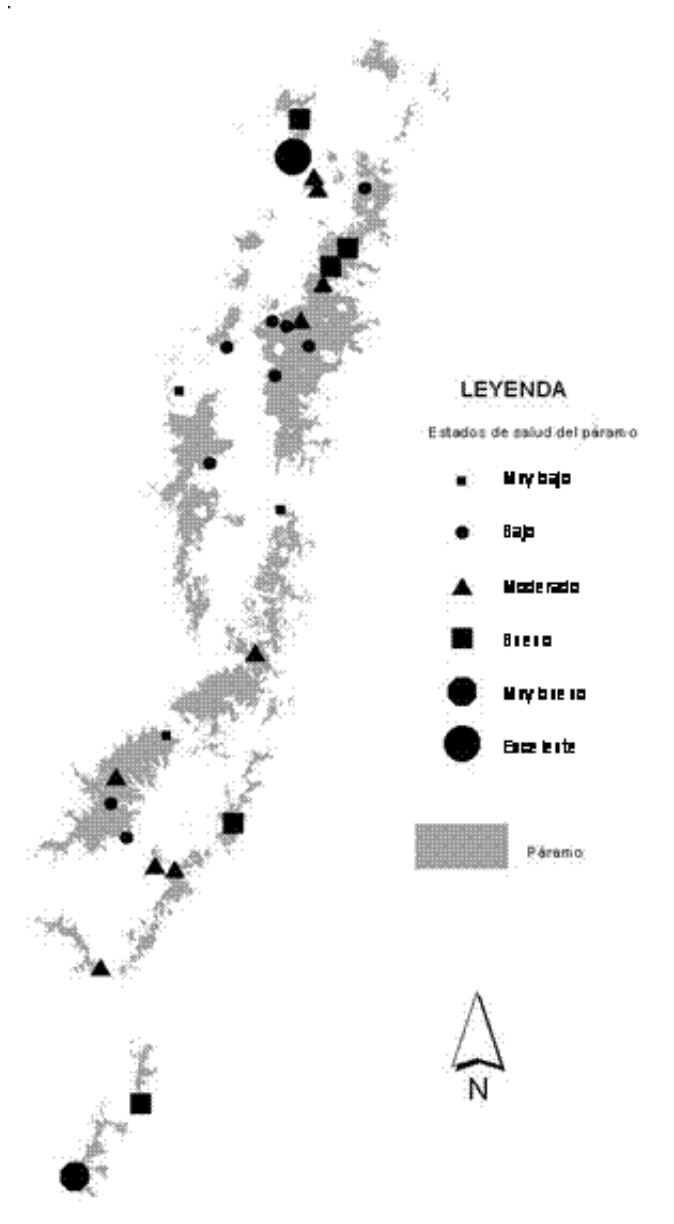 LEYENDA
Estados de salud del páramo
Muy bajo
Bajo
Moderado
Bueno
Muy bueno
Excelente
Páramo
N